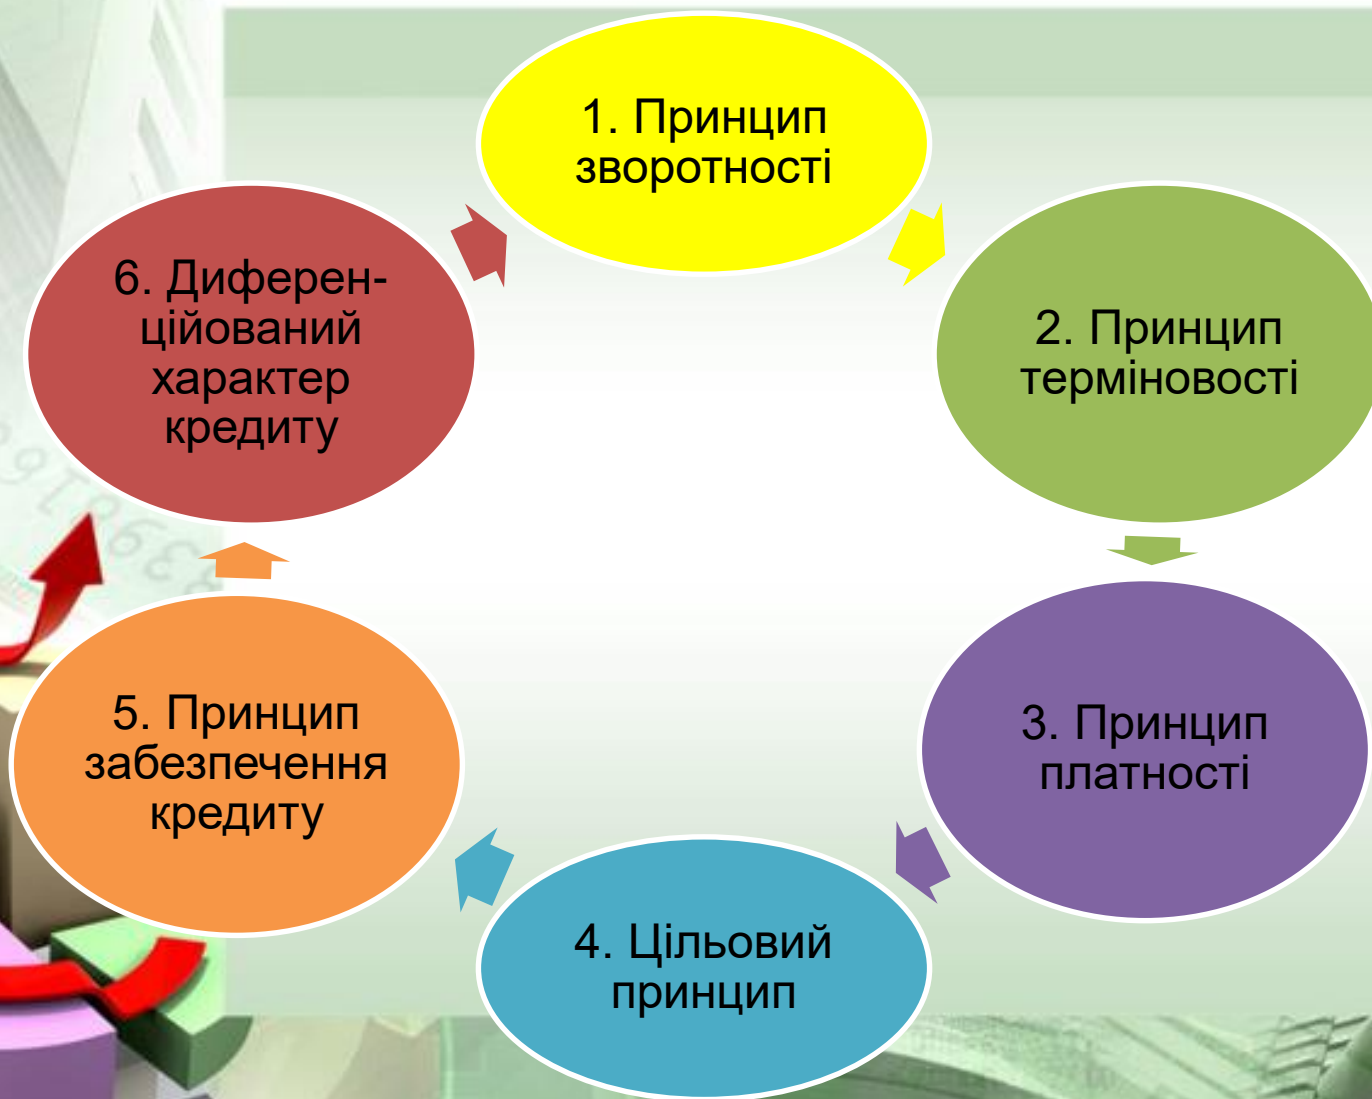 1. Принцип
зворотності
2. Принцип
терміновості
3. Принцип
платності
4. Цільовий
принцип
5. Принцип
забезпечення
кредиту
6. Диферен-
ційований
характер
кредиту